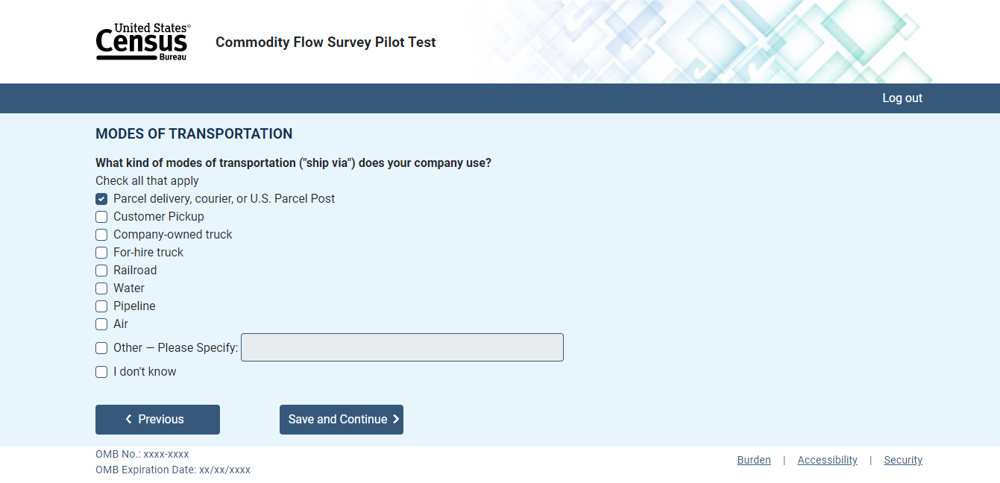 United States®
Census
Bureau
Commodity Flow Survey Pilot Test
Log out
MODES OF TRANSPORTATION
What kind of modes of transportation ("ship via") does your company use?
Check all that apply
Parcel delivery, courier, or U.S. Parcel Post
Customer Pickup
Company-owned truck
For-hire truck
Railroad
Water
Pipeline
Air
Other — Please Specify:
I don't know
Previous
Save and Continue
OMB No.: xxxx-xxxx
OMB Expiration Date: xx/xx/xxxx
Burden | Accessibility | Security